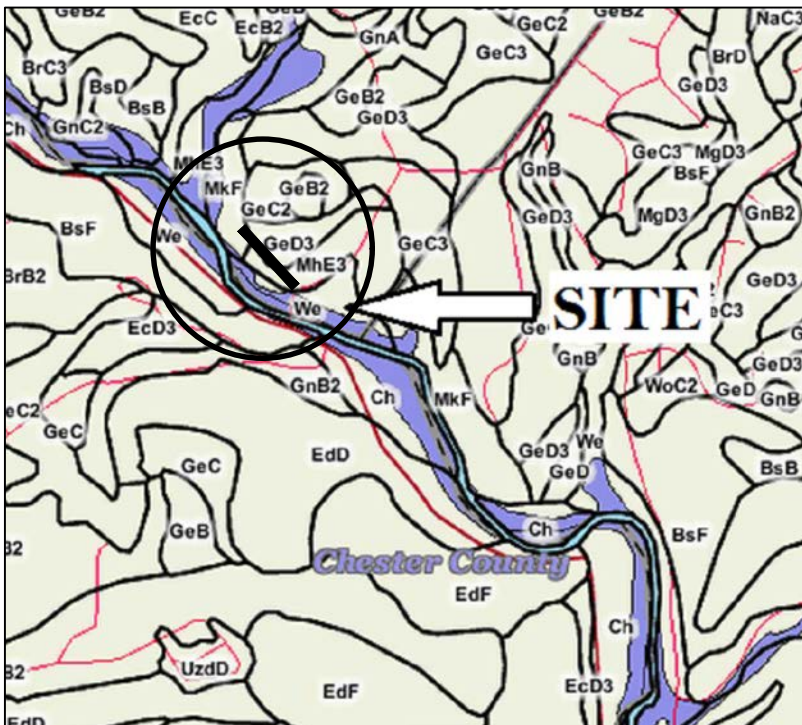 GeB2
EcC
EcB2
GnA
GeC2
GeB2
NaC3
GeC3
BrC3
BsD
BsB
GeB2
BrD
GeD3
GeD3
Ch
GnC2
GeC3
MgD3
BsF
MhE3
MkF
GeB2
GnB
GeC2
GeD3
MgD3
GnB2
BsF
We
GeD3
GeC3
MhE3
GeD3
BrB2
We
SITE
eC3
EcD3
GnB
GeD3
GnB2
Ch
MkF
WoC2
GeD
GnB
eC2
GeC
GeC
EdD
GeD3
We
GeD
BsB
GeB
Ch
BsF
B2
Chester County
EdF
Ch
UzdD
B2
EdF
EcD3
EdD